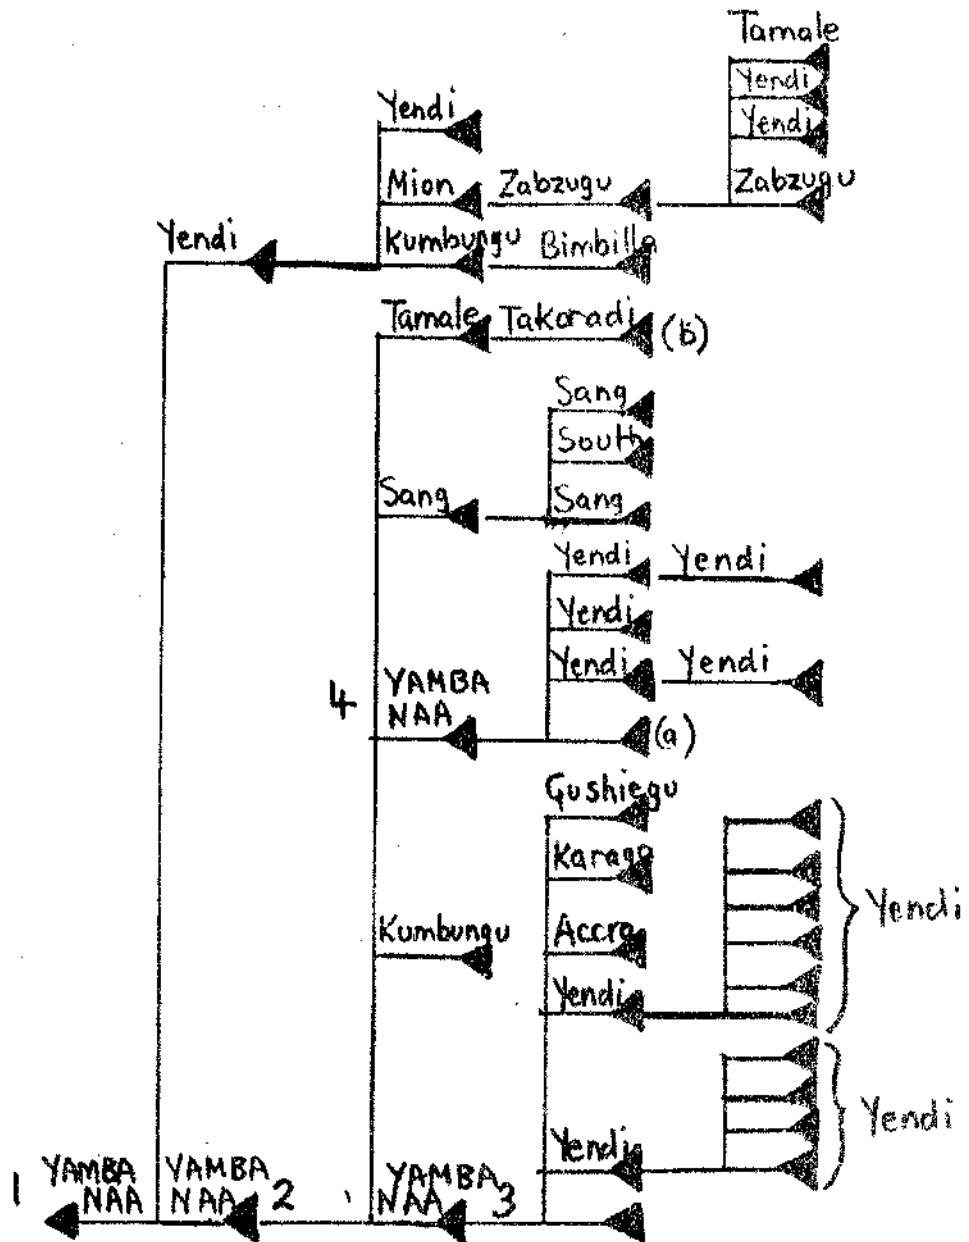 Tamale
Yendi
Yendi
Zabzugu
Yendi
Mion Zabzugu
Yendi
Kumbungu Bimbilla
Tamale Takoradi (b)
Sang
South
Sang
Sang
Yendi Yendi
Yendi
Yendi Yendi
4 YAMBA
NAA
(a)
Gushiegu
Karaga
Yendi
Accra
Kumbungu
Yendi
Yendi
Yendi
1 YAMBA
NAA
YAMBA
NAA 2
YAMBA
NAA 3